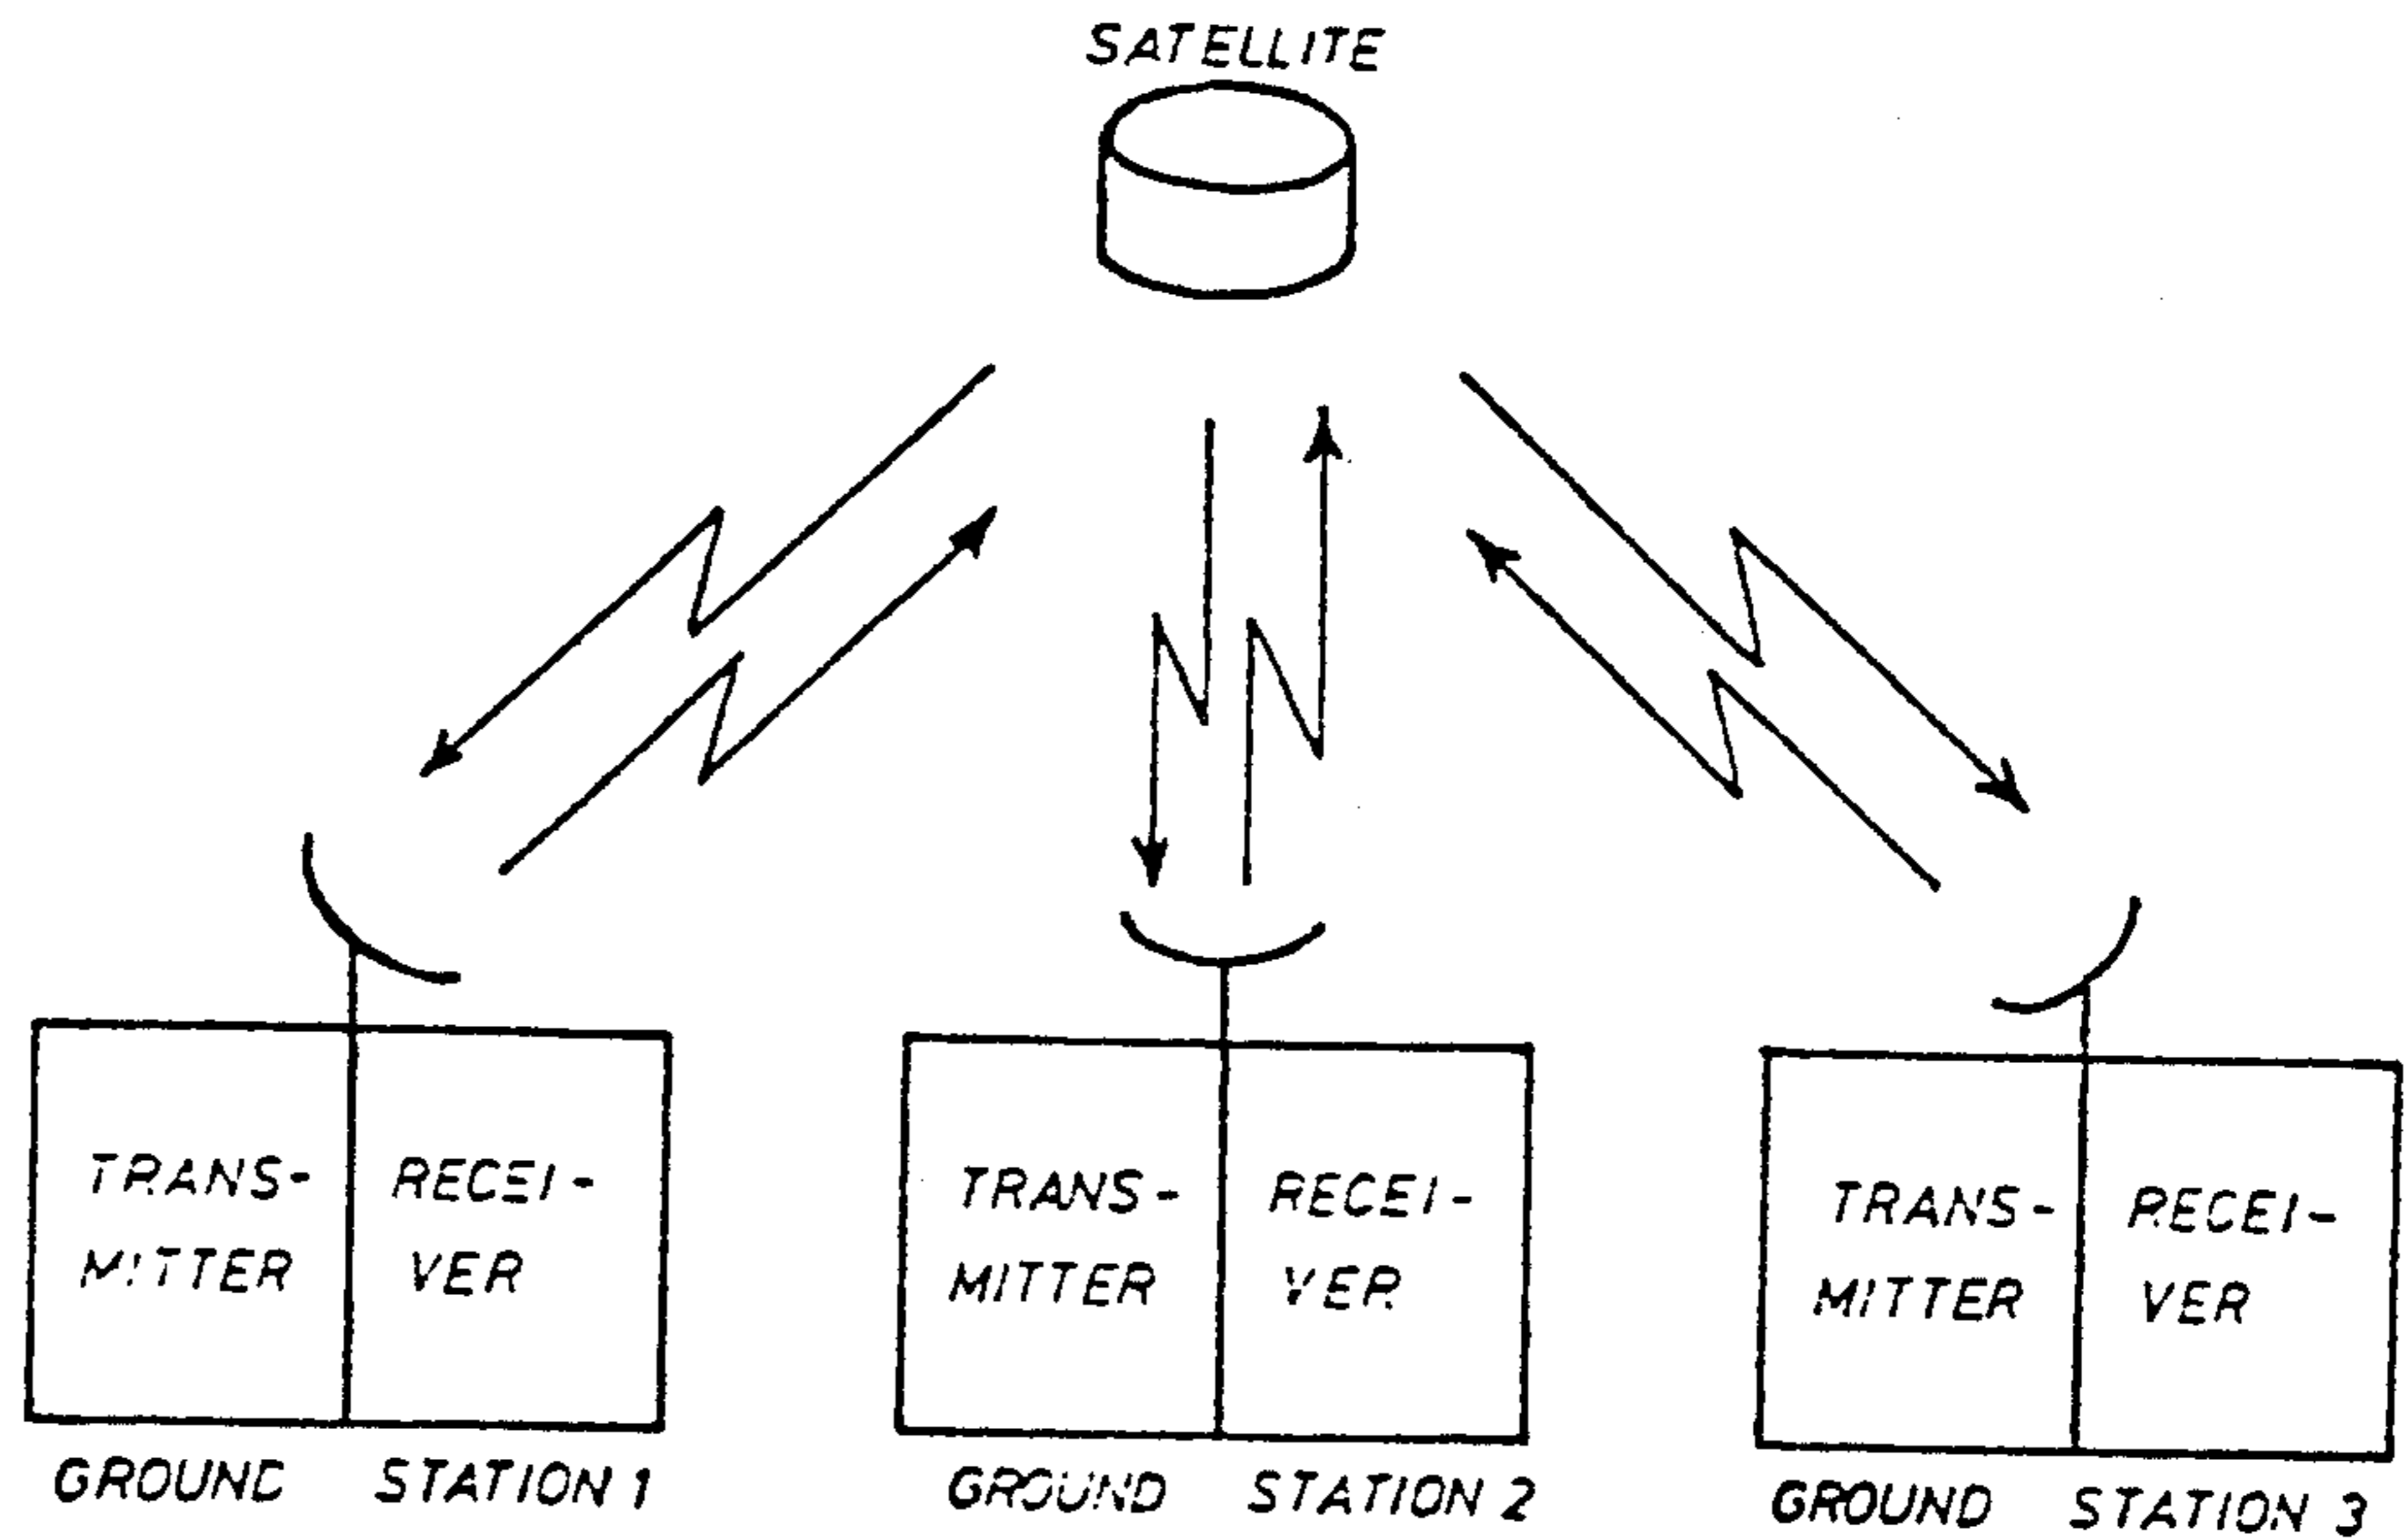 SATELLITE
TRANS- RECEI- TRANS- RECEI- TRANS- RECEI-
MITTER VER MITTER VER MITTER VER
GROUND STATION 1 GROUND STATION 2 GROUND STATION 3